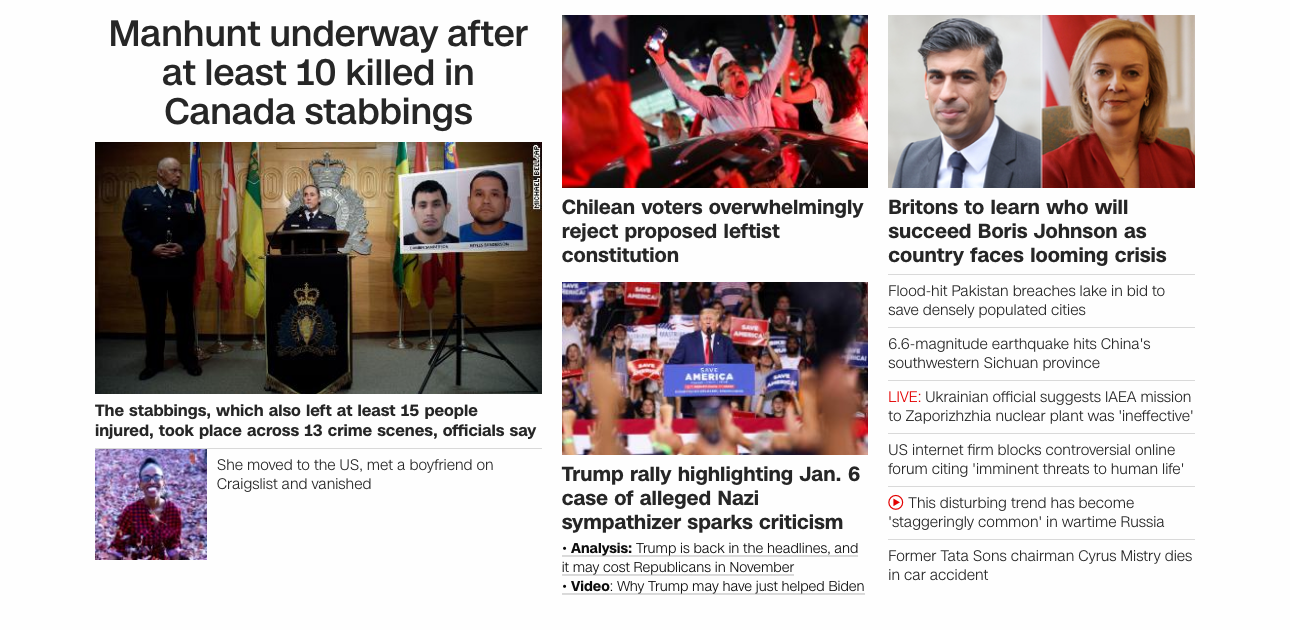 Manhunt underway after
at least 10 killed in
Canada stabbings
MICHAEL BELL/AP
The stabbings, which also left at least 15 people
injured, took place across 13 crime scenes, officials say
She moved to the US, met a boyfriend on
Craigslist and vanished
Chilean voters overwhelmingly
reject proposed leftist
constitution
SAVE
AMERICA
Trump rally highlighting Jan. 6
case of alleged Nazi
sympathizer sparks criticism
• Analysis: Trump is back in the headlines, and
it may cost Republicans in November
• Video: Why Trump may have just helped Biden
Britons to learn who will
succeed Boris Johnson as
country faces looming crisis
Flood-hit Pakistan breaches lake in bid to
save densely populated cities
6.6-magnitude earthquake hits China's
southwestern Sichuan province
LIVE: Ukrainian official suggests IAEA mission
to Zaporizhzhia nuclear plant was 'ineffective'
US internet firm blocks controversial online
forum citing 'imminent threats to human life'
This disturbing trend has become
'staggeringly common' in wartime Russia
Former Tata Sons chairman Cyrus Mistry dies
in car accident